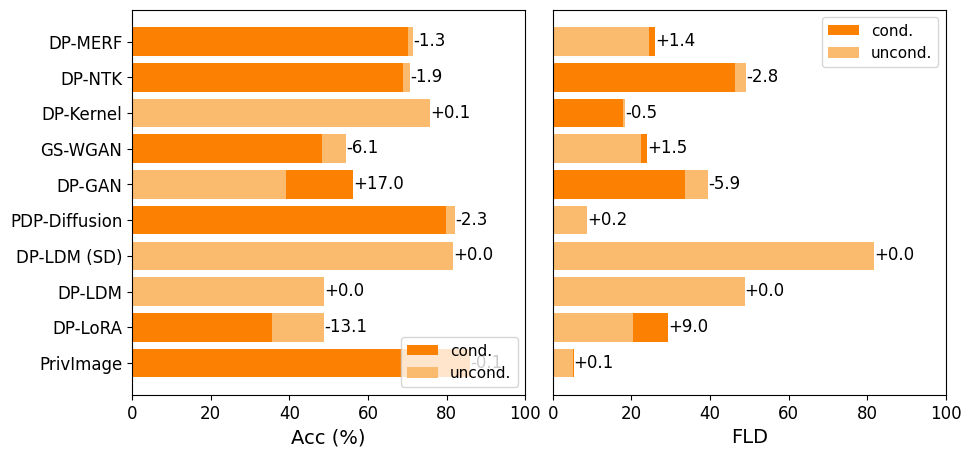 DP-MERF
DP-NTK
DP-Kernel
GS-WGAN
DP-GAN
PDP-Diffusion
DP-LDM (SD)
DP-LDM
DP-LoRA
PrivImage
-1.3
-1.9
+0.1
-6.1
+17.0
-2.3
+0.0
+0.0
-13.1
-0.1
cond.
uncond.
0 20 40 60 80 100
Acc (%)
cond.
uncond.
+1.4
-2.8
-0.5
+1.5
-5.9
+0.2
+0.0
+0.0
+9.0
+0.1
0 20 40 60 80 100
FLD